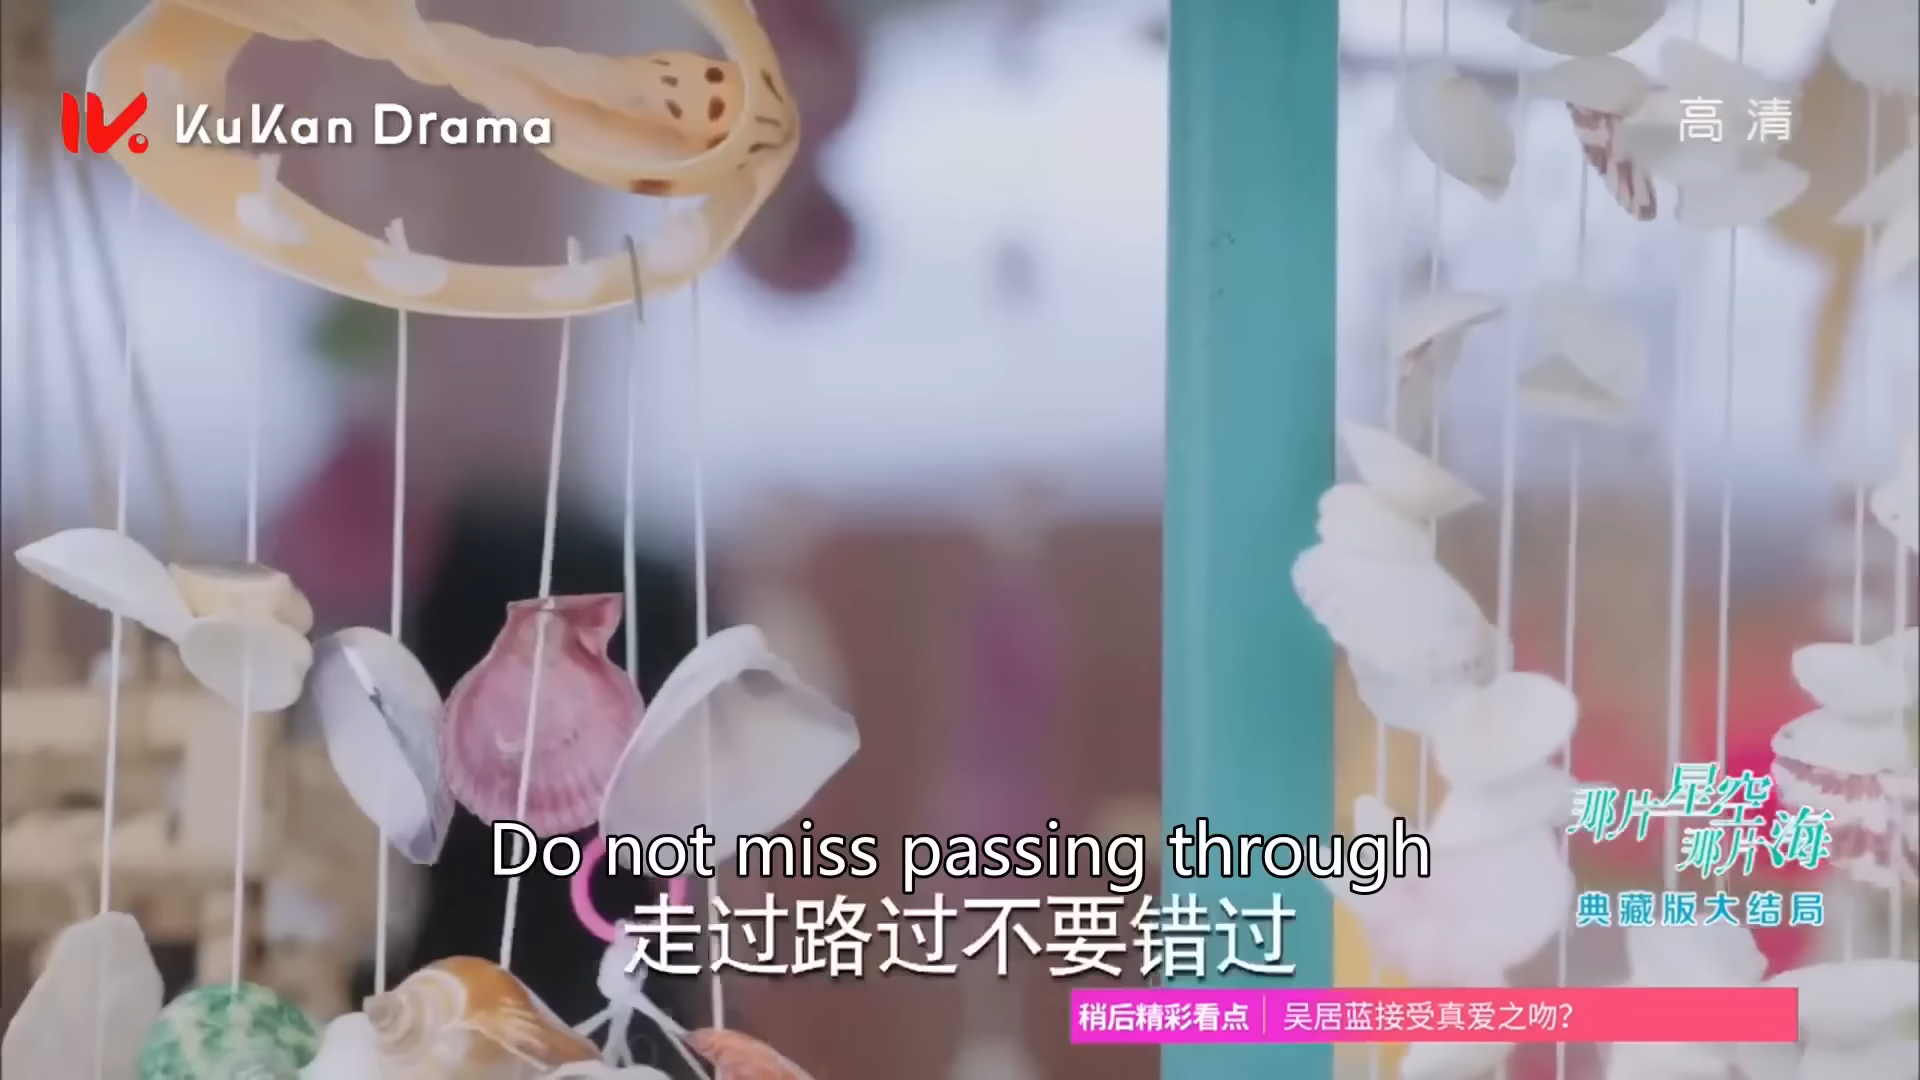 KuKan Drama
高清
那片星空
那片海
典藏版大结局
Do not miss passing through
走过路过不要错过
稍后精彩看点 吴居蓝接受真爱之吻?